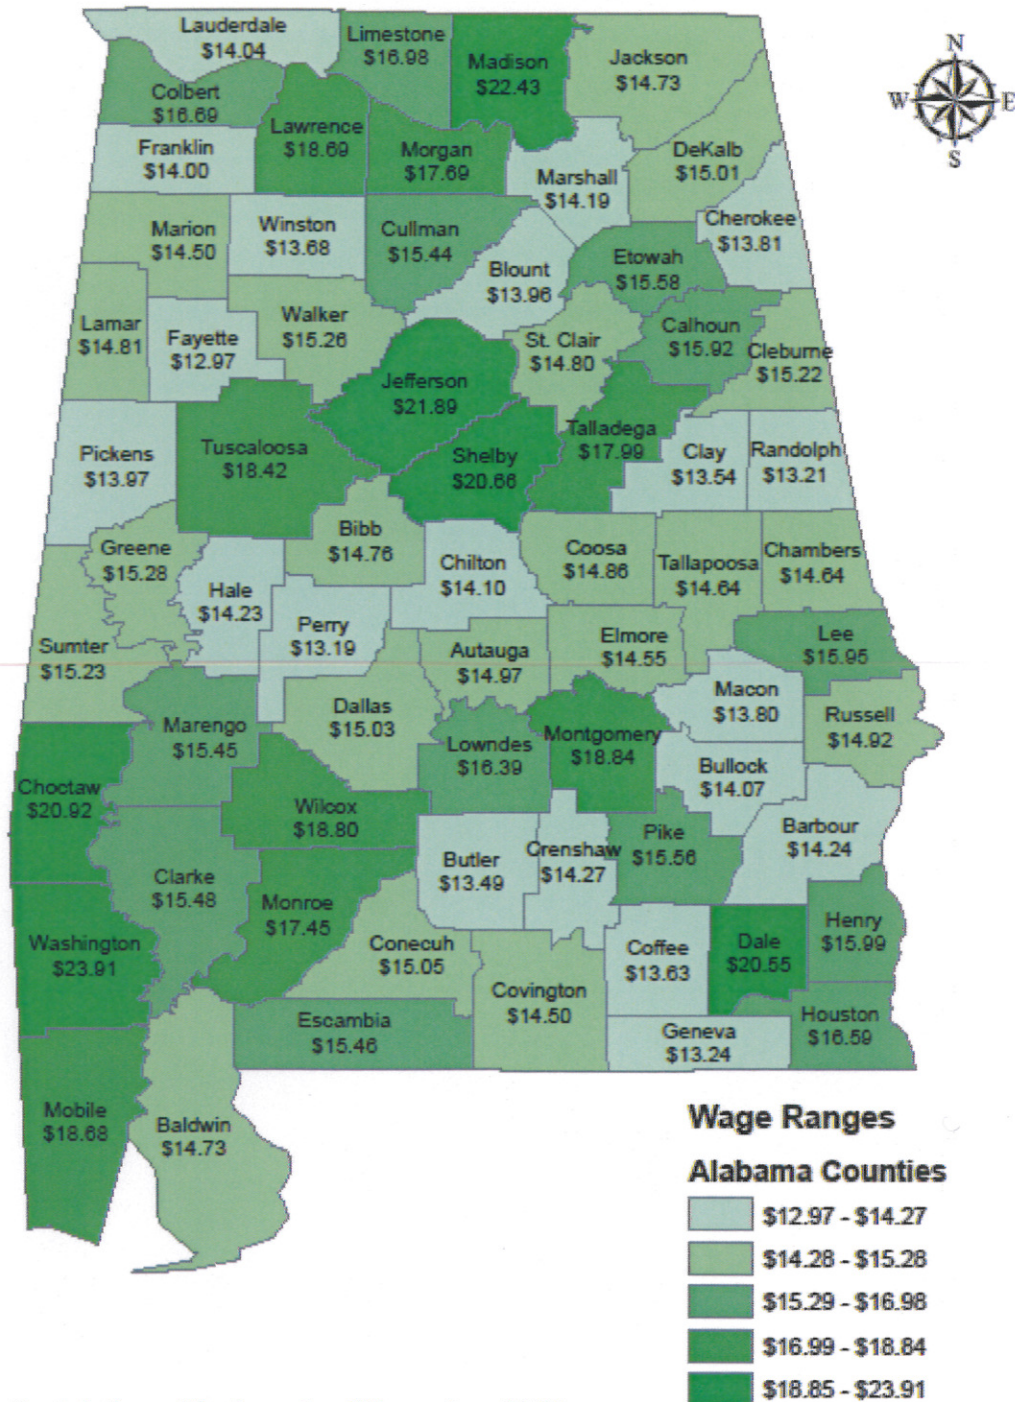 Lauderdale
$14.04
Limestone
$16.98
Madison
$22.43
Jackson
$14.73
N
W
E
S
Colbert
$16.69
Lawrence
$18.69
Franklin
$14.00
Morgan
$17.69
DeKalb
$15.01
Marshall
$14.19
Cherokee
$13.81
Marion
$14.50
Winston
$13.68
Cullman
$15.44
Etowah
$15.58
Blount
$13.96
Lamar
$14.81
Fayette
$12.97
Walker
$15.26
St. Clair
$14.80
Calhoun
$15.92
Cleburne
$15.22
Jefferson
$21.89
Pickens
$13.97
Tuscaloosa
$18.42
Shelby
$20.66
Talladega
$17.99
Clay
$13.54
Randolph
$13.21
Greene
$15.28
Bibb
$14.76
Chilton
$14.10
Coosa
$14.86
Tallapoosa
$14.64
Chambers
$14.64
Hale
$14.23
Perry
$13.19
Sumter
$15.23
Autauga
$14.97
Elmore
$14.55
Lee
$15.95
Macon
$13.80
Russell
$14.92
Dallas
$15.03
Marengo
$15.45
Lowndes
$16.39
Montgomery
$18.84
Bullock
$14.07
Choctaw
$20.92
Wilcox
$18.80
Pike
$15.56
Barbour
$14.24
Butler
$13.49
Crenshaw
$14.27
Clarke
$15.48
Monroe
$17.45
Washington
$23.91
Conecuh
$15.05
Coffee
$13.63
Dale
$20.55
Henry
$15.99
Covington
$14.50
Escambia
$15.46
Geneva
$13.24
Houston
$16.59
Mobile
$18.68
Baldwin
$14.73
Wage Ranges
Alabama Counties
$12.97 - $14.27
$14.28 - $15.28
$15.29 - $16.98
$16.99 - $18.84
$18.85 - $23.91